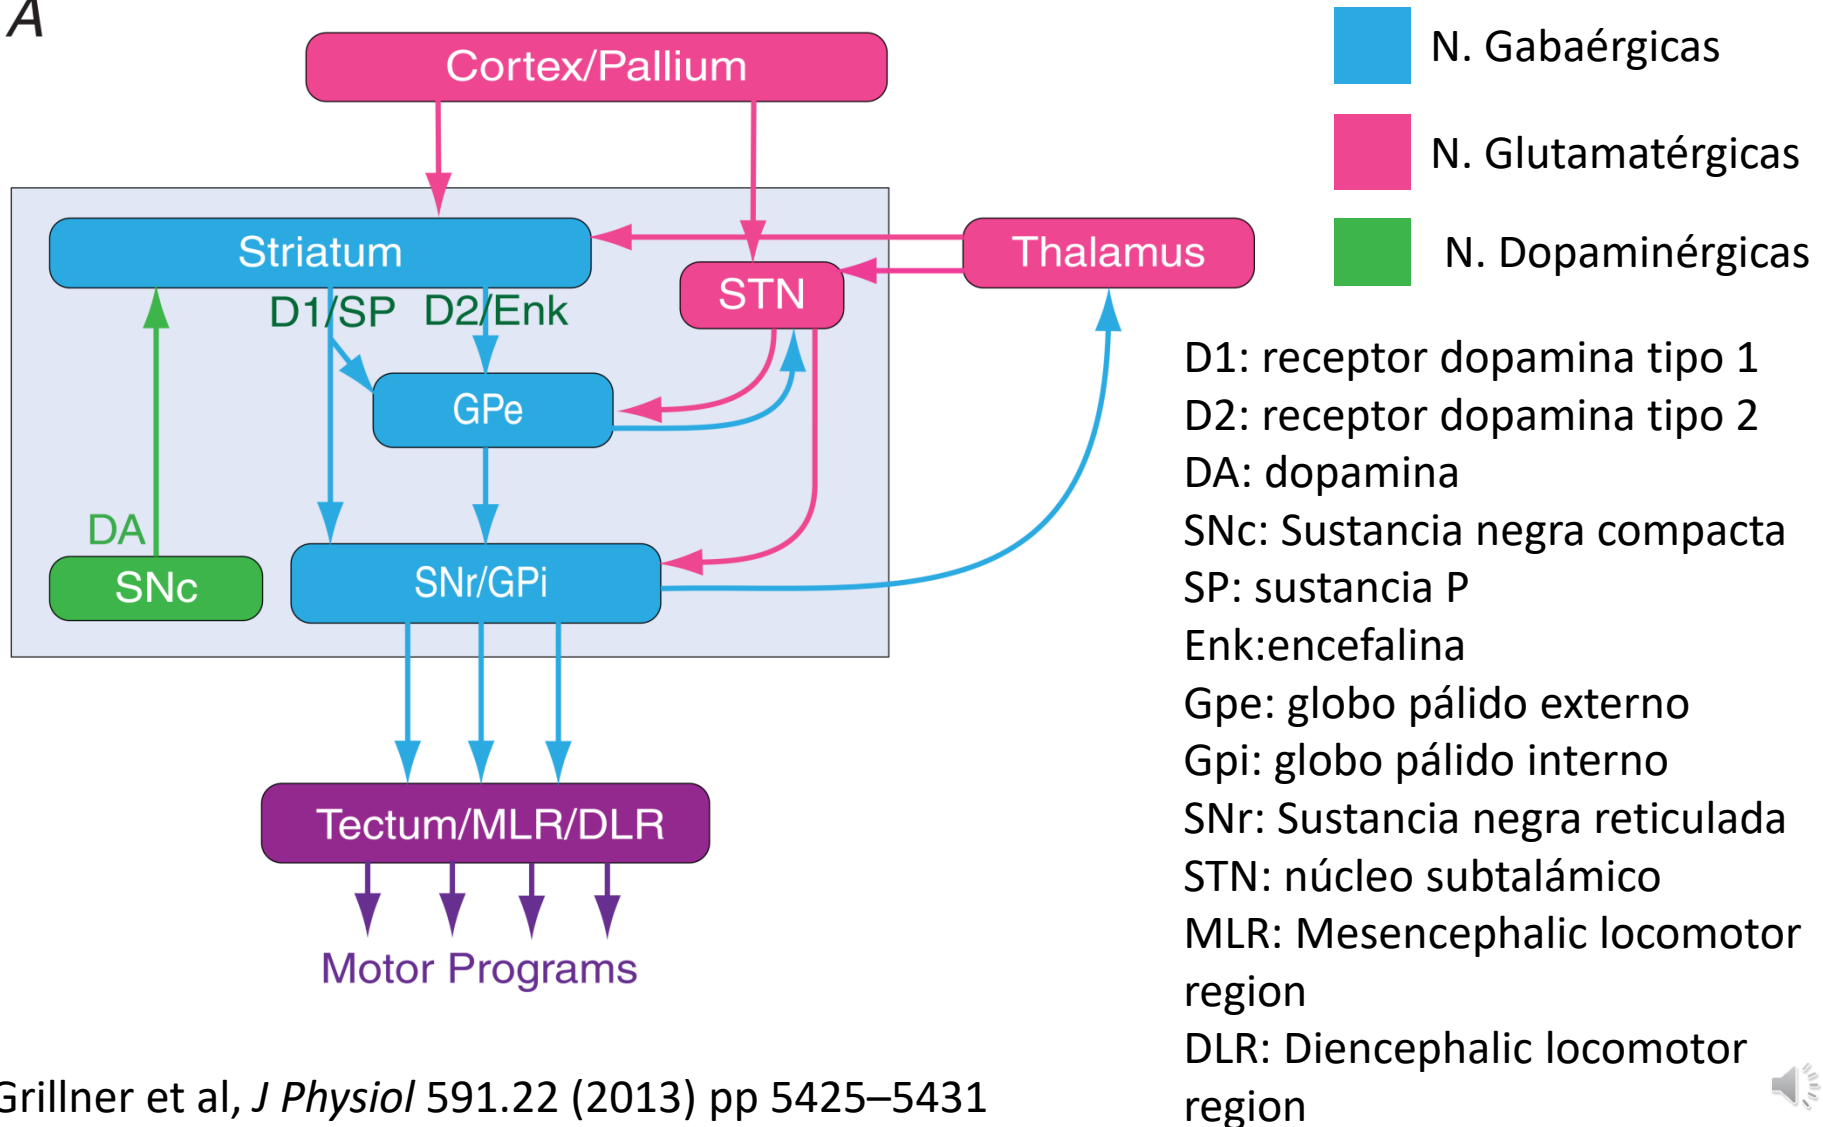 A
Cortex/Pallium
Striatum
Thalamus
STN
D1/SP
D2/Enk
GPe
DA
SNc
SNr/GPi
Tectum/MLR/DLR
Motor Programs
N. Gabaérgicas
N. Glutamatérgicas
N. Dopaminérgicas
D1: receptor dopamina tipo 1
D2: receptor dopamina tipo 2
DA: dopamina
SNc: Sustancia negra compacta
SP: sustancia P
Enk:encefalina
Gpe: globo pálido externo
Gpi: globo pálido interno
SNr: Sustancia negra reticulada
STN: núcleo subtalámico
MLR: Mesencephalic locomotor
region
DLR: Diencephalic locomotor
region
Grillner et al, J Physiol 591.22 (2013) pp 5425–5431